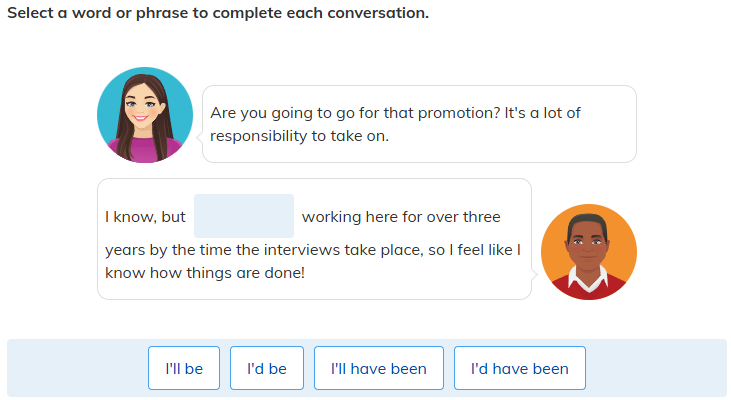 Select a word or phrase to complete each conversation.
Are you going to go for that promotion? It's a lot of
responsibility to take on.
I know, but working here for over three
years by the time the interviews take place, so I feel like I
know how things are done!
I'll be
I'd be
I'll have been
I'd have been